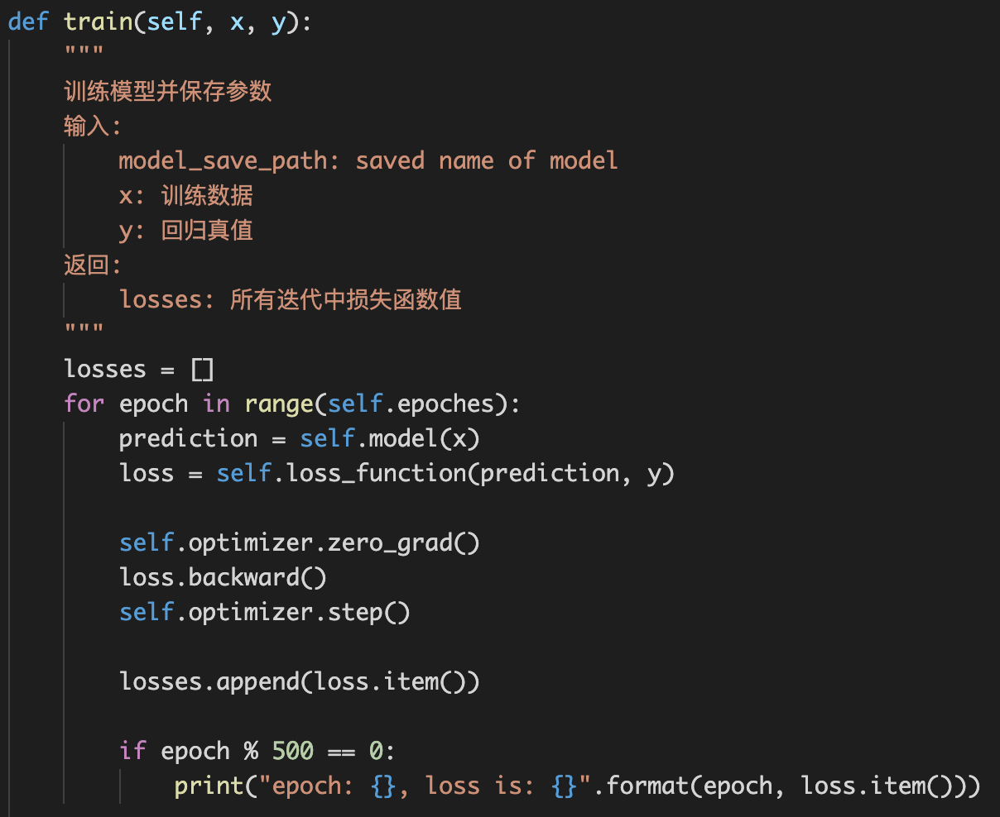 def train(self, x, y):
    """
    训练模型并保存参数
    输入:
        model_save_path: saved name of model
        x: 训练数据
        y: 回归真值
    返回:
        losses: 所有迭代中损失函数值
    """
    losses = []
    for epoch in range(self.epoches):
        prediction = self.model(x)
        loss = self.loss_function(prediction, y)

        self.optimizer.zero_grad()
        loss.backward()
        self.optimizer.step()

        losses.append(loss.item())

        if epoch % 500 == 0:
            print("epoch: {}, loss is: {}".format(epoch, loss.item()))